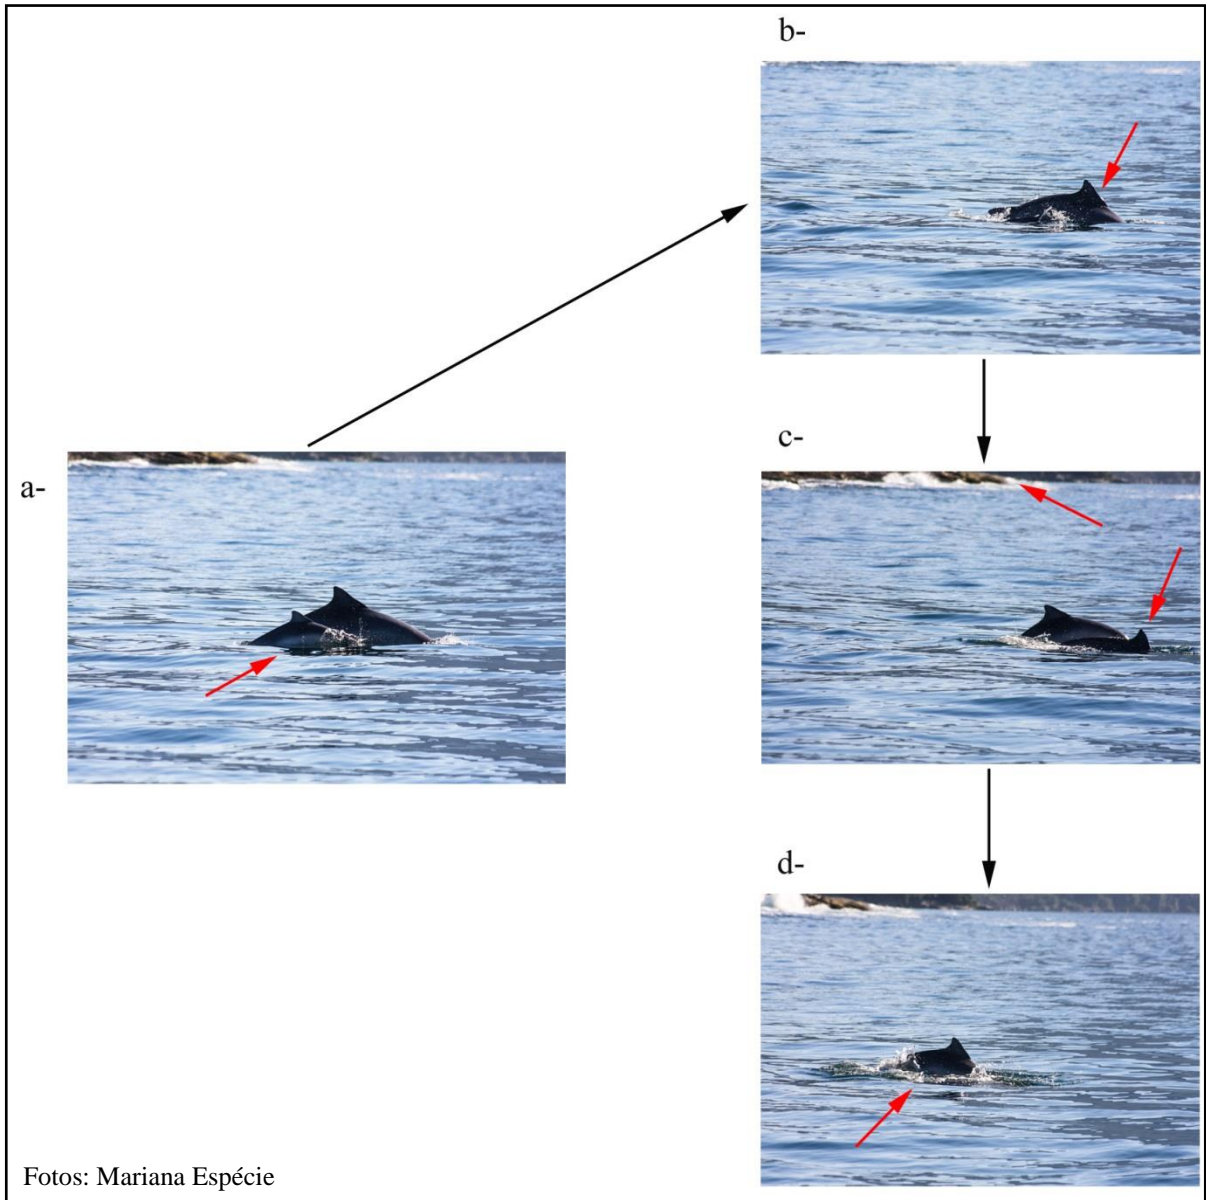 b-
c-
a-
d-
Fotos: Mariana Espécie